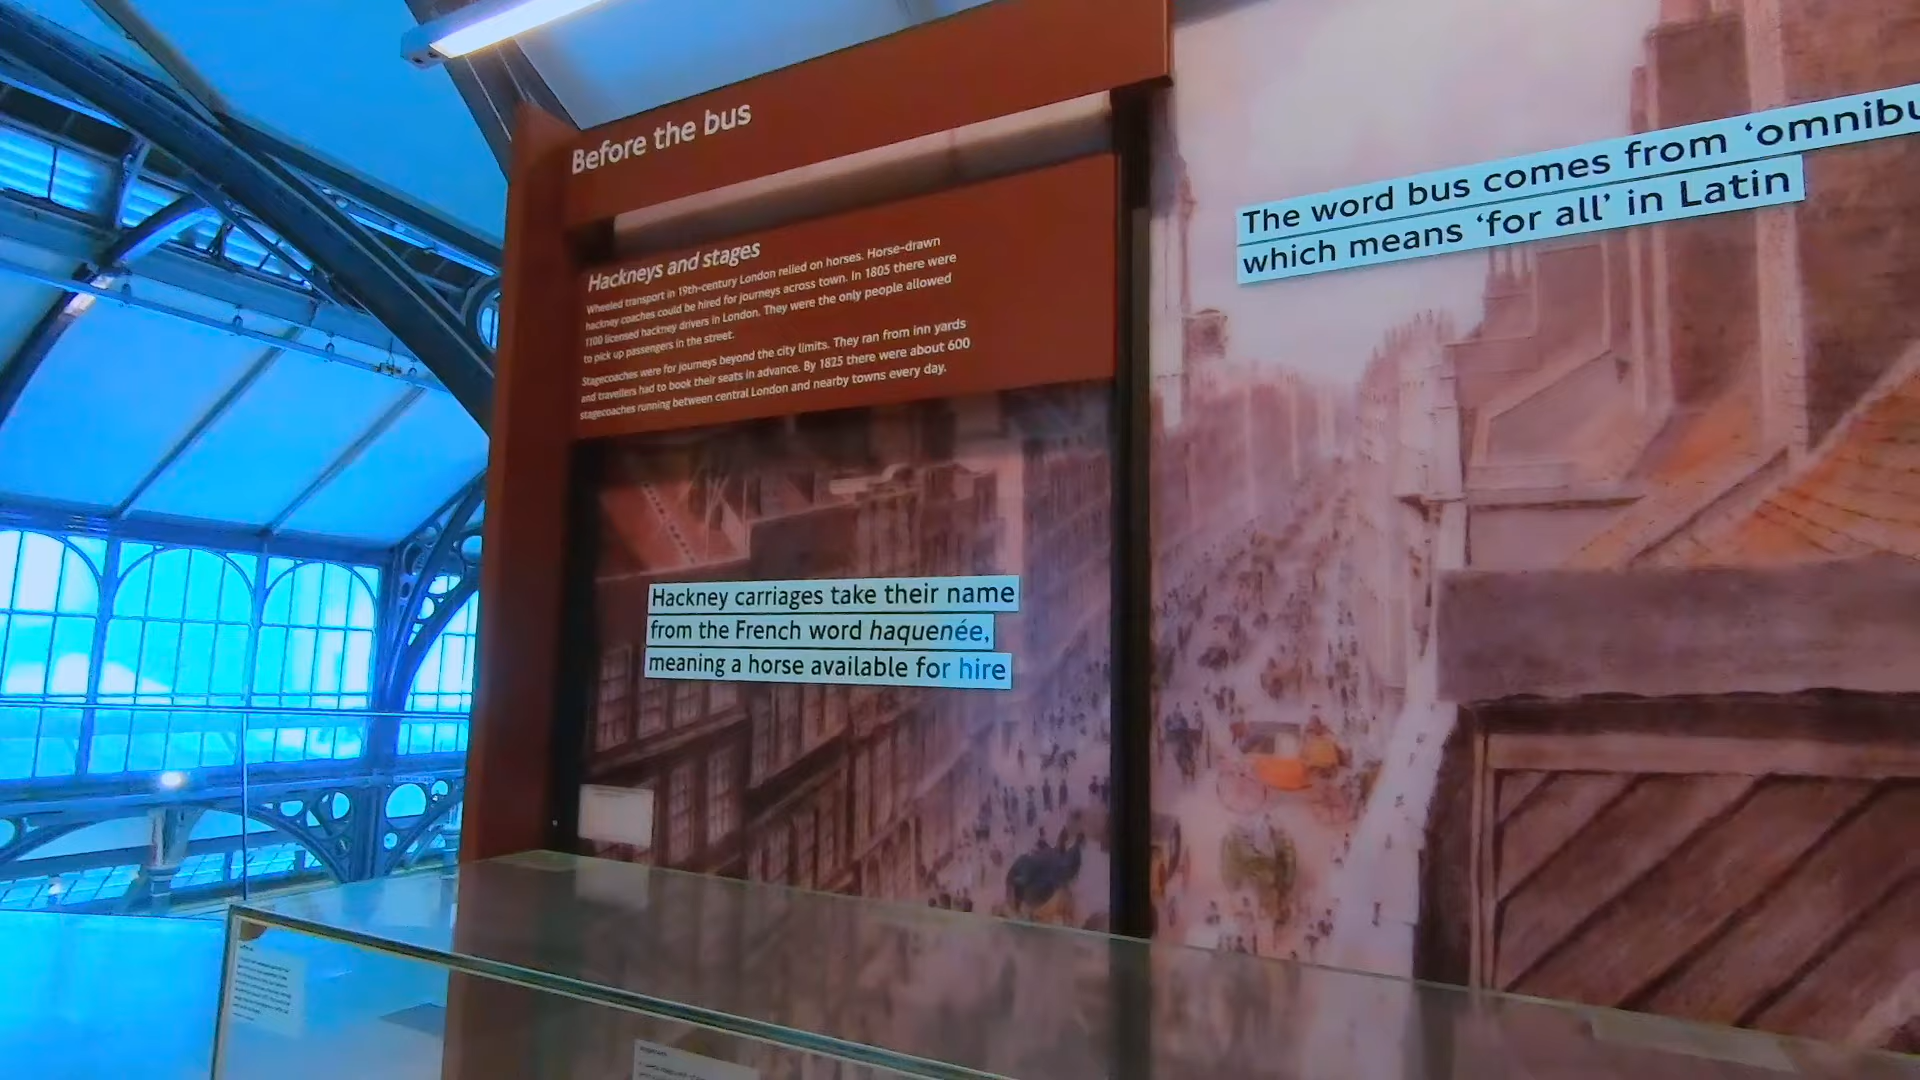 Before the bus
Hackneys and stages
Wheeled transport in 19th-century London relied on horses. Horse-drawn
hackney coaches could be hired for journeys across town. In 1805 there were
1100 licensed hackney drivers in London. They were the only people allowed
to pick up passengers in the street.
Stagecoaches were for journeys beyond the city limits. They ran from inn yards
and travellers had to book their seats in advance. By 1825 there were about 600
stagecoaches running between central London and nearby towns every day.
Hackney carriages take their name
from the French word haquenée,
meaning a horse available for hire
The word bus comes from ‘omnibu
which means ‘for all’ in Latin